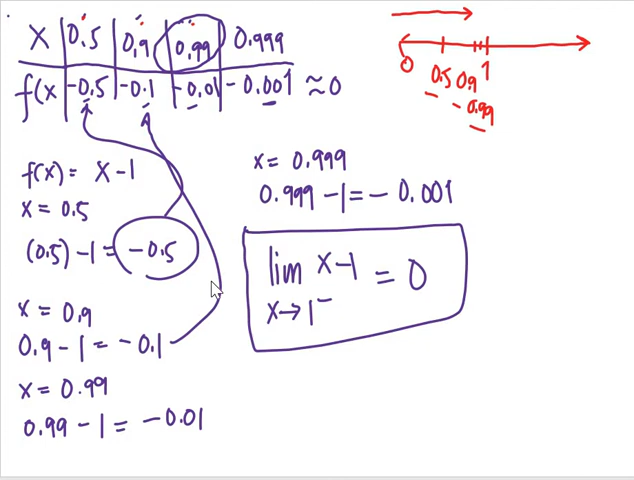 X 0.5 0.9 0.99 0.999
f(x -0.5 -0.1 -0.01 -0.001 ≈0
0 0.5 0.9 1
0.99
f(x) = x-1
x = 0.5
(0.5) -1 = -0.5
x = 0.9
0.9 -1 = -0.1
x = 0.99
0.99 -1 = -0.01
x = 0.999
0.999 -1 = -0.001
lim x-1 = 0
x→1⁻